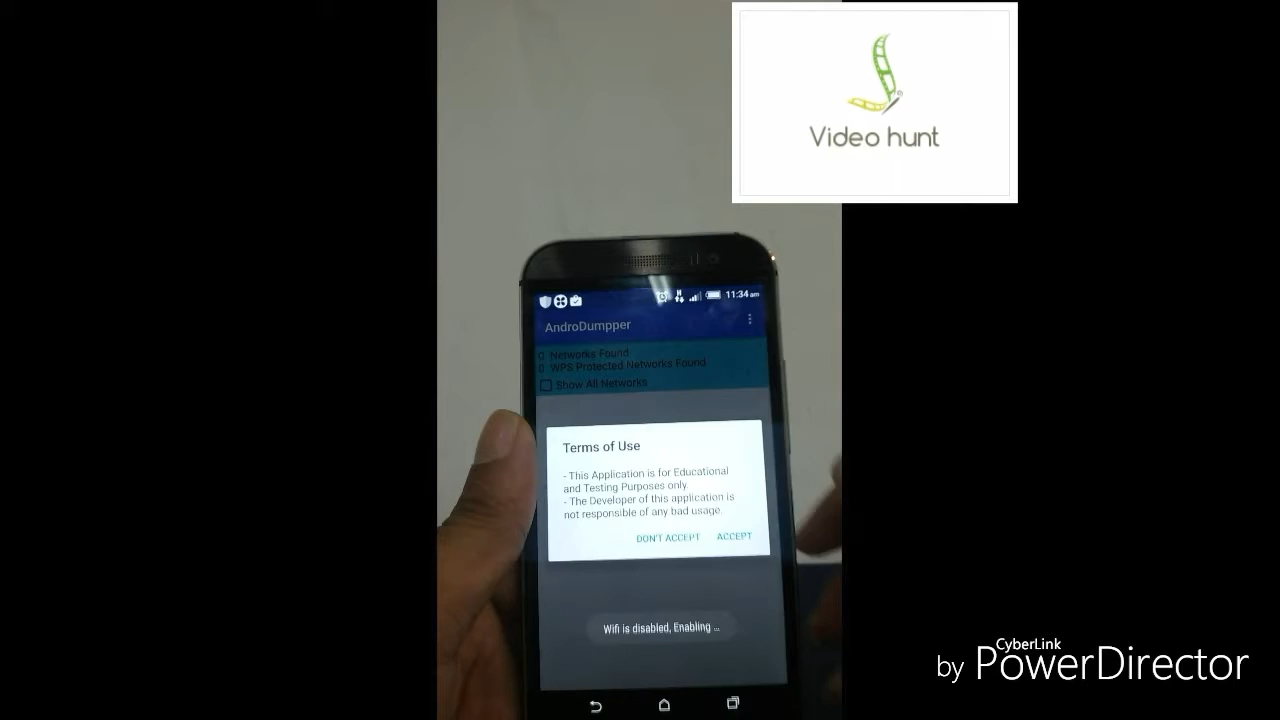 Video hunt
11:34 am
AndroDumpper
0 Networks Found
0 WPS Protected Networks Found
Show All Networks
Terms of Use
- This Application is for Educational
and Testing Purposes only.
- The Developer of this application is
not responsible of any bad usage.
DON'T ACCEPT ACCEPT
Wifi is disabled, Enabling ...
CyberLink
by PowerDirector